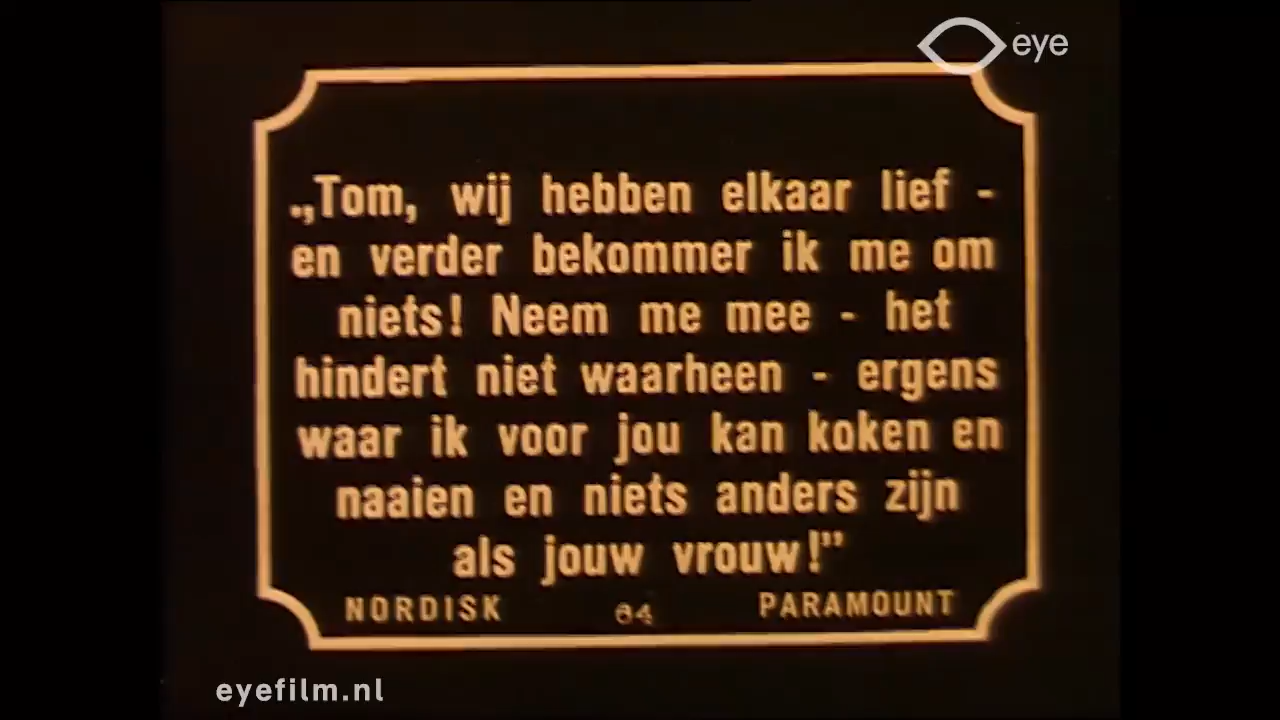 eye
„Tom, wij hebben elkaar lief -
en verder bekommer ik me om
niets! Neem me mee - het
hindert niet waarheen - ergens
waar ik voor jou kan koken en
naaien en niets anders zijn
als jouw vrouw!”
NORDISK 64 PARAMOUNT
eyefilm.nl